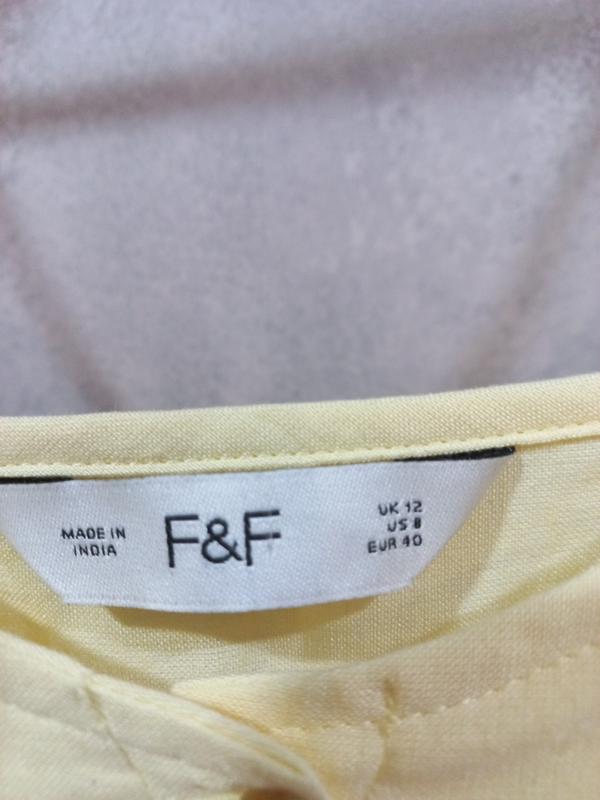 MADE IN
INDIA
F&F
UK 12
US 8
EUR 40